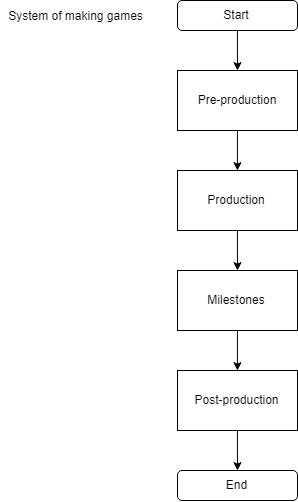 System of making games
Start
Pre-production
Production
Milestones
Post-production
End